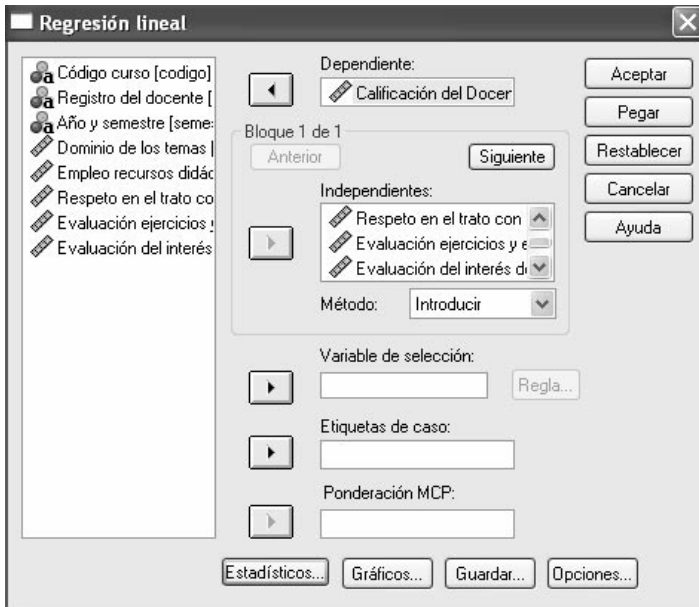 Regresión lineal
Código curso [codigo]
Registro del docente [
Año y semestre [seme:
Dominio de los temas [
Empleo recursos didác
Respeto en el trato co
Evaluación ejercicios y
Evaluación del interés
Dependiente:
Calificación del Docer
Bloque 1 de 1
Anterior
Siguiente
Independientes:
Respeto en el trato con
Evaluación ejercicios y e
Evaluación del interés de
Método:
Introducir
Variable de selección:
Regla...
Etiquetas de caso:
Ponderación MCP:
Aceptar
Pegar
Restablecer
Cancelar
Ayuda
Estadísticos...
Gráficos...
Guardar...
Opciones...